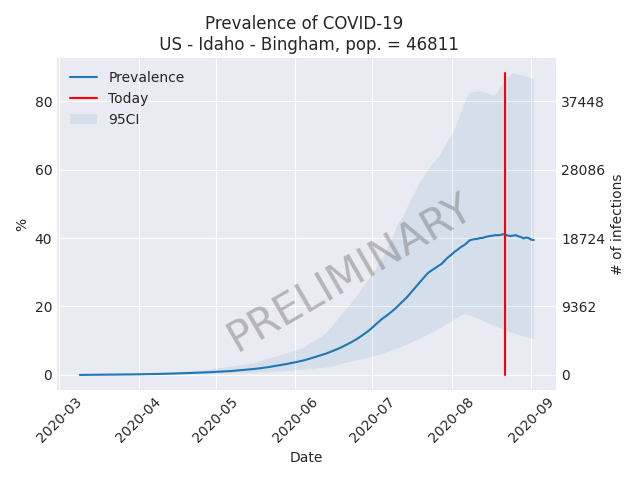 Prevalence of COVID-19
US - Idaho - Bingham, pop. = 46811
Prevalence
Today
95CI
80
60
40
20
0
%
37448
28086
18724
9362
0
# of infections
PRELIMINARY
2020-03
2020-04
2020-05
2020-06
2020-07
2020-08
2020-09
Date